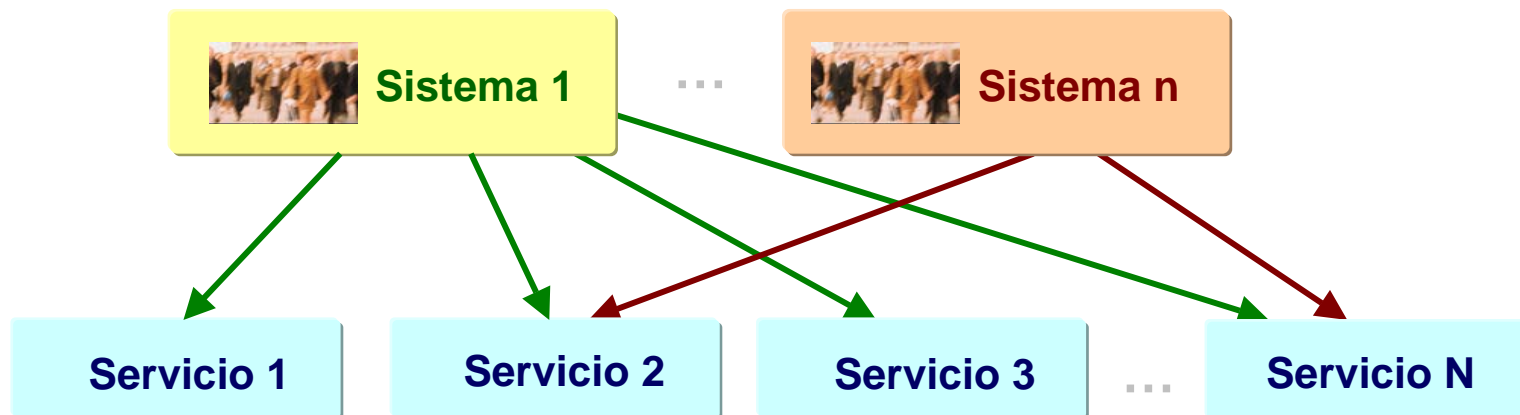 Sistema 1
...
Sistema n
Servicio 1
Servicio 2
Servicio 3
...
Servicio N